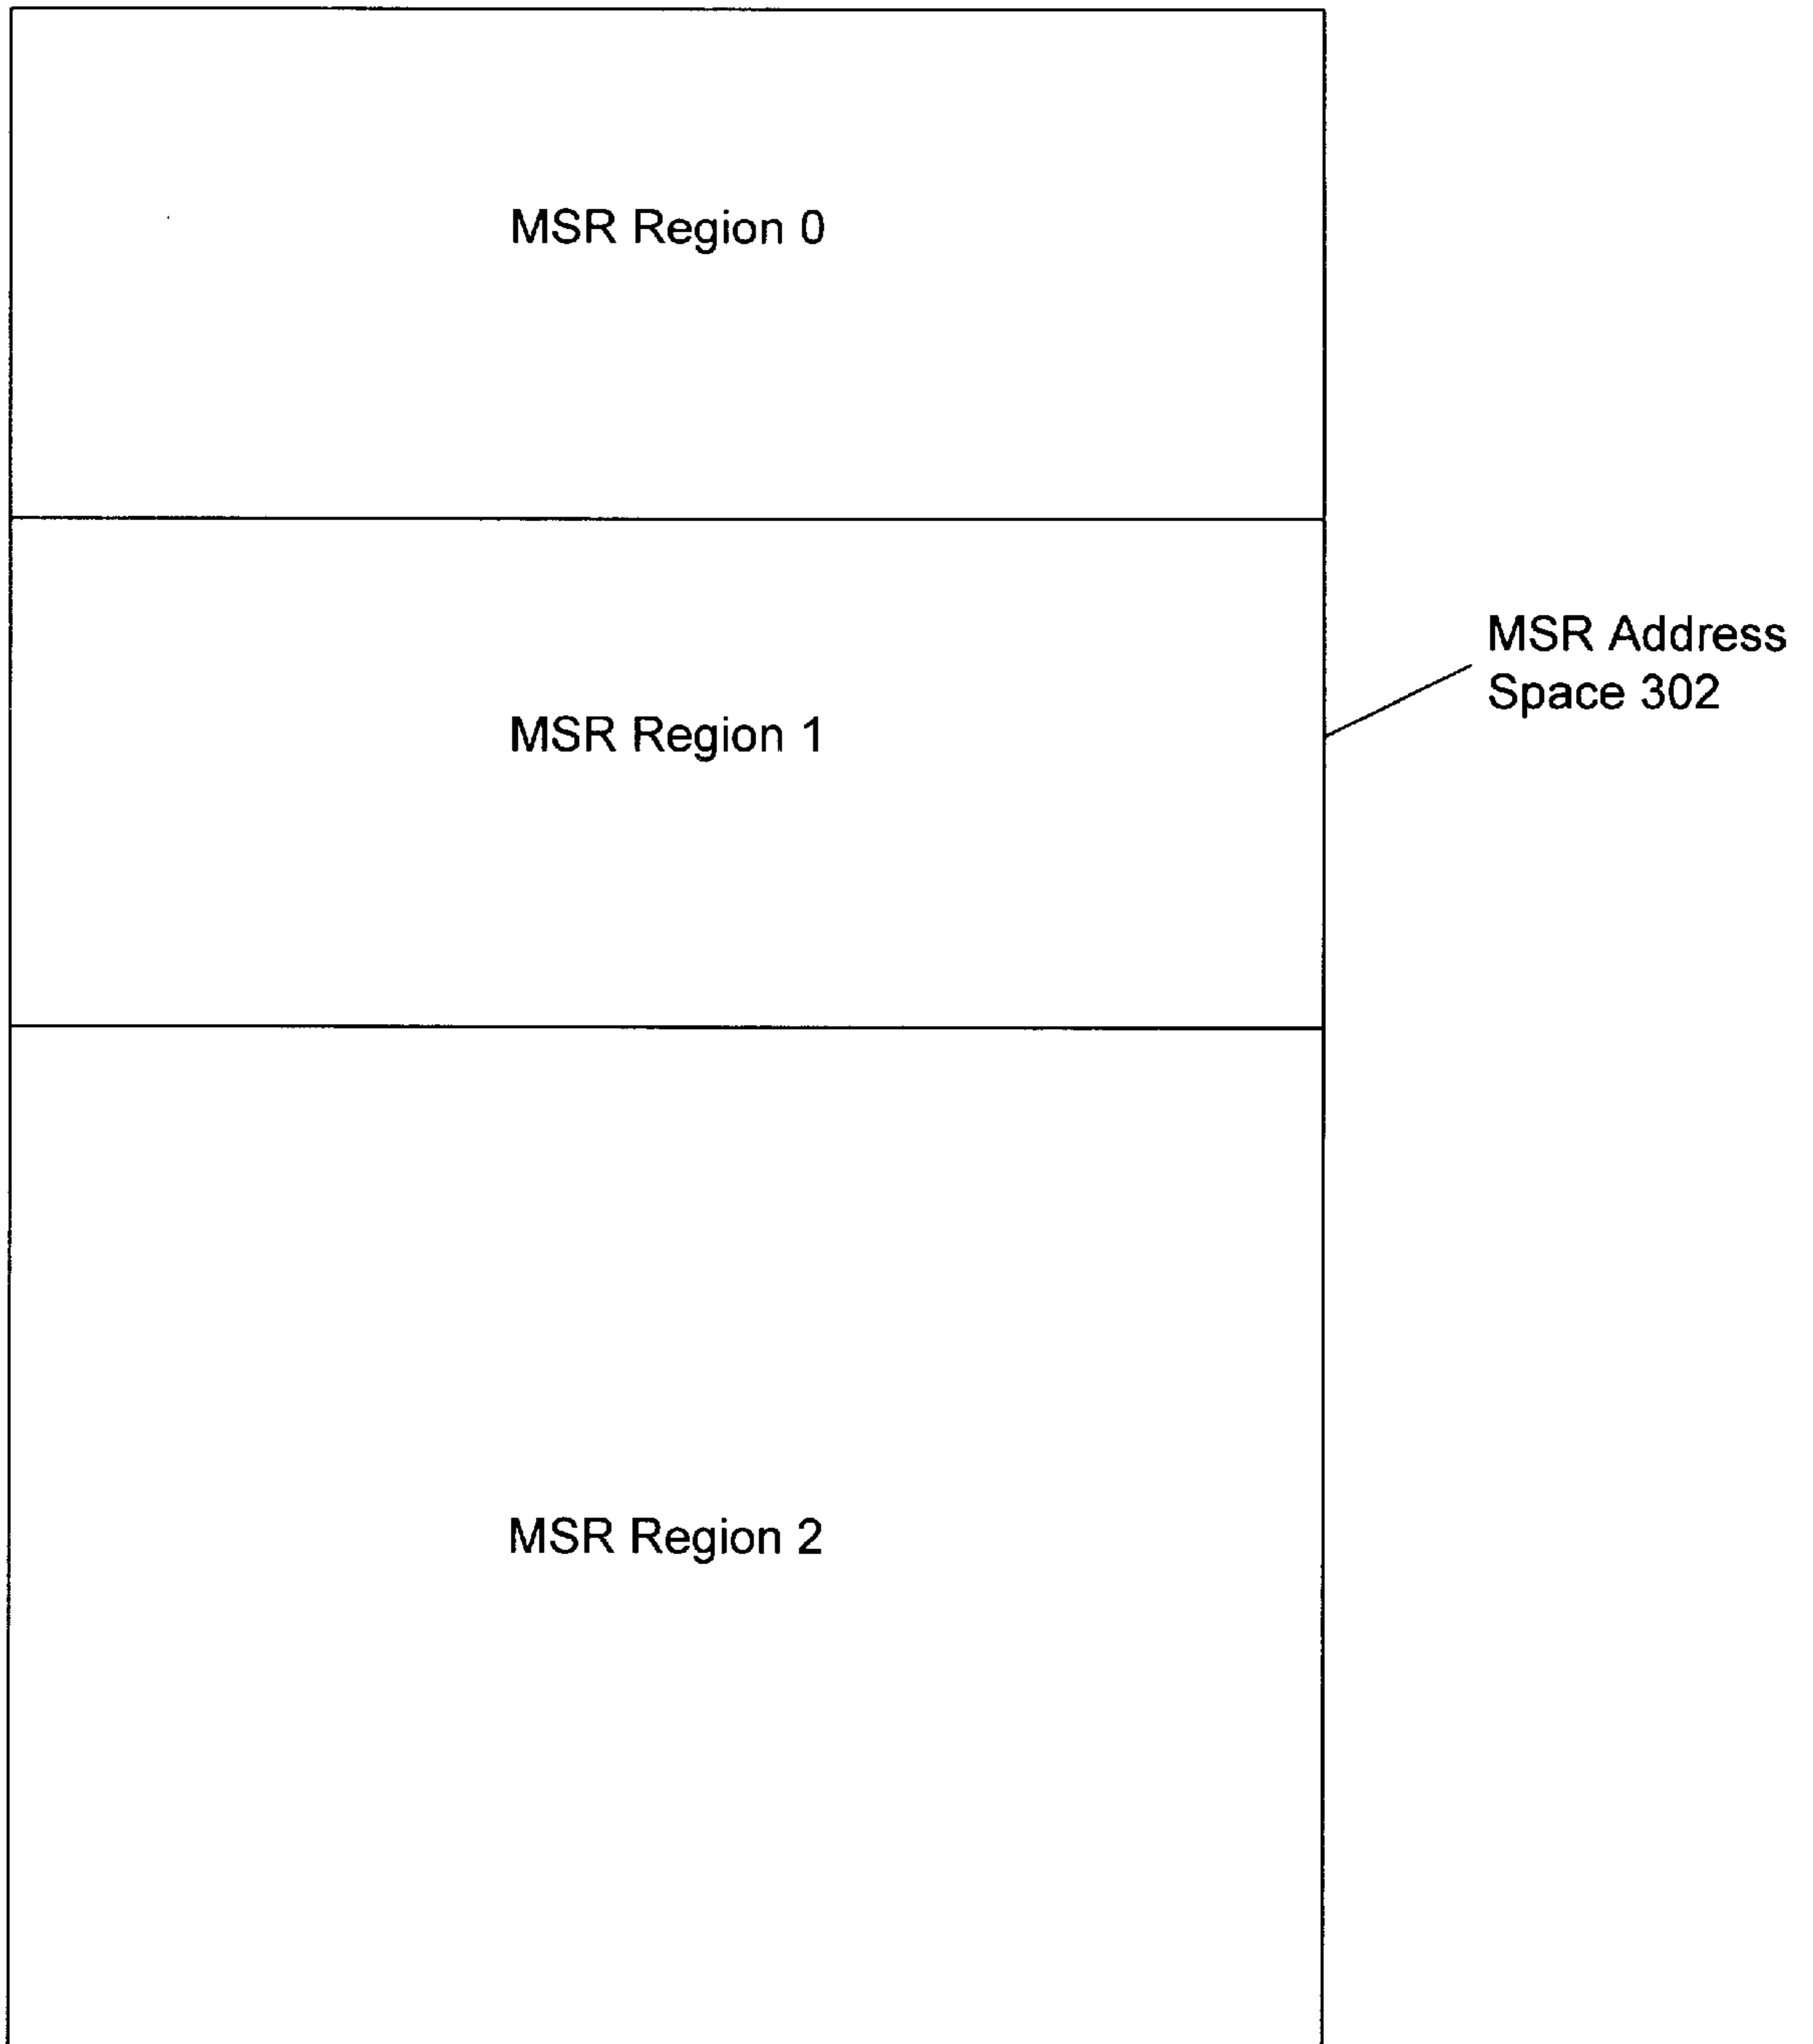 MSR Region 0
MSR Address
Space 302
MSR Region 1
MSR Region 2